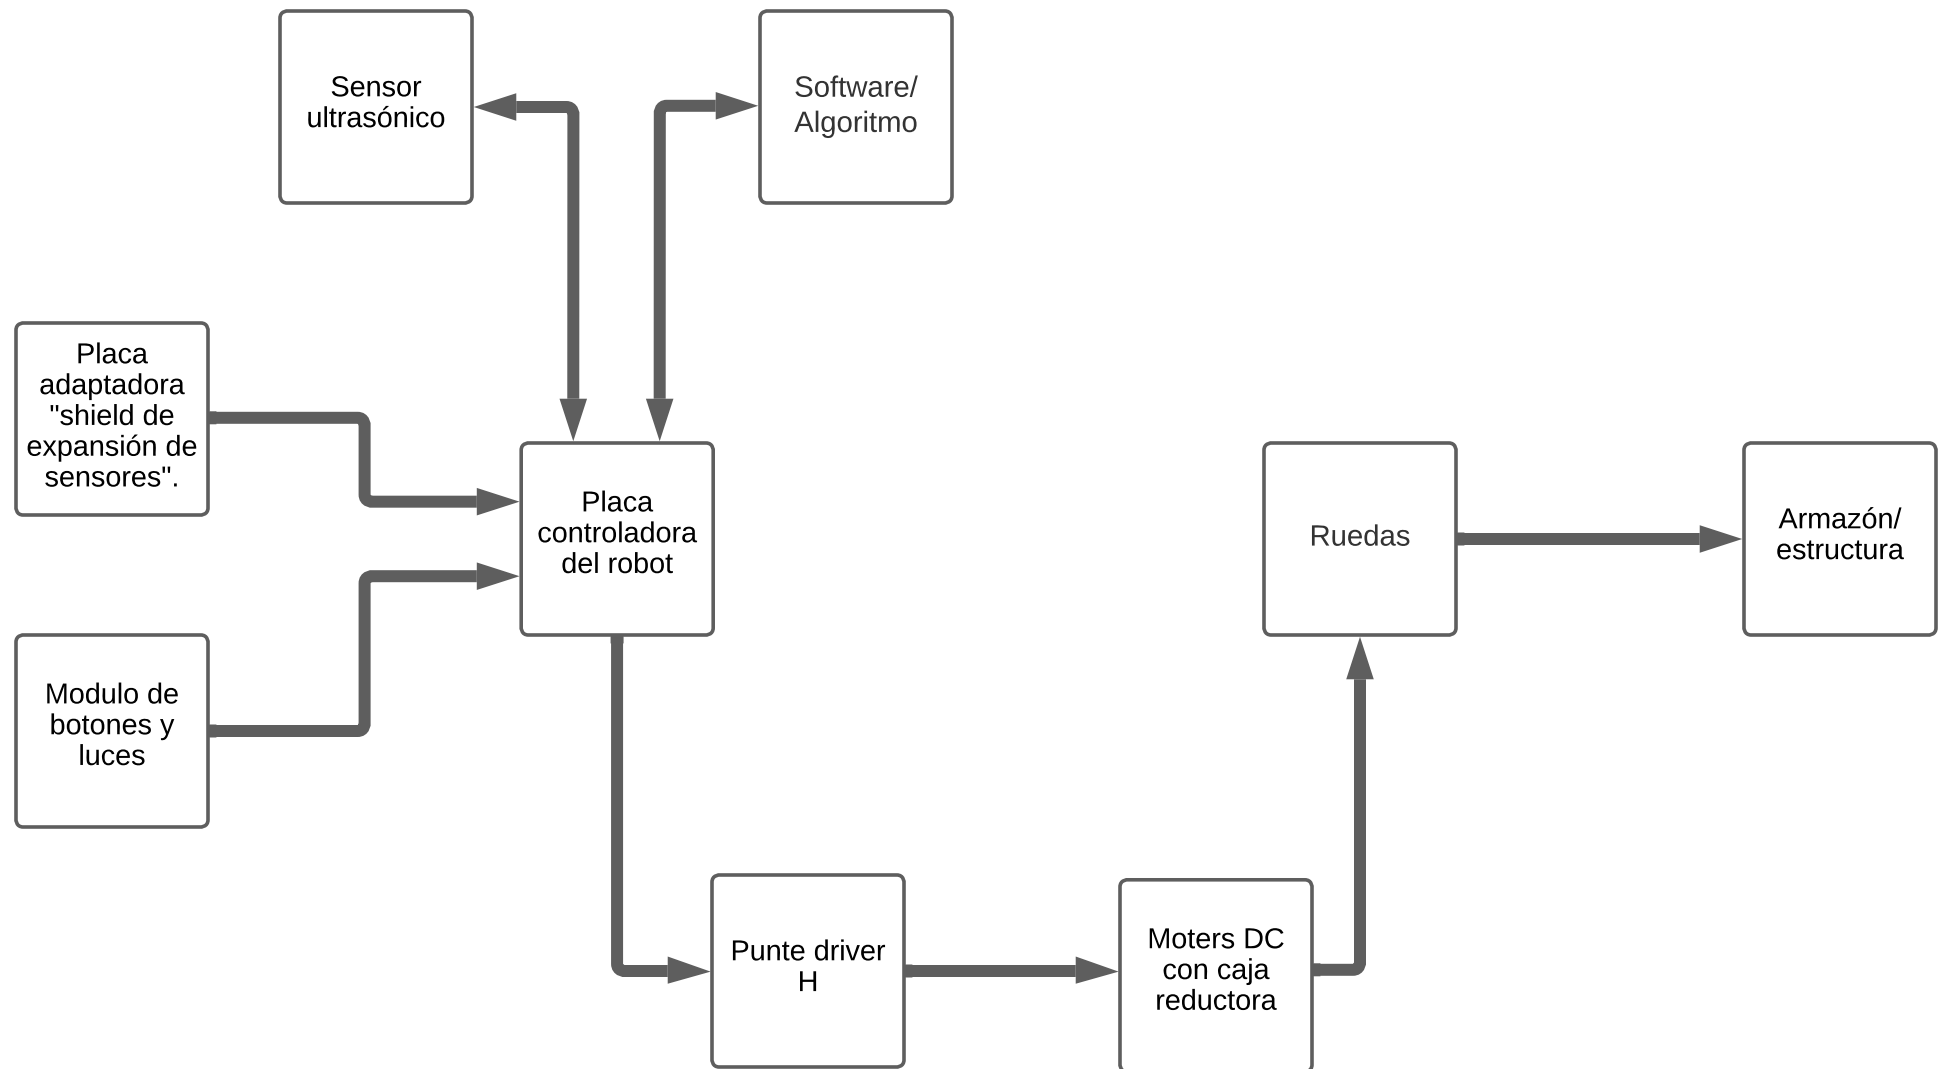 Sensor
ultrasónico
Software/
Algoritmo
Placa
adaptadora
"shield de
expansión de
sensores".
Placa
controladora
del robot
Ruedas
Armazón/
estructura
Modulo de
botones y
luces
Punte driver
H
Moters DC
con caja
reductora